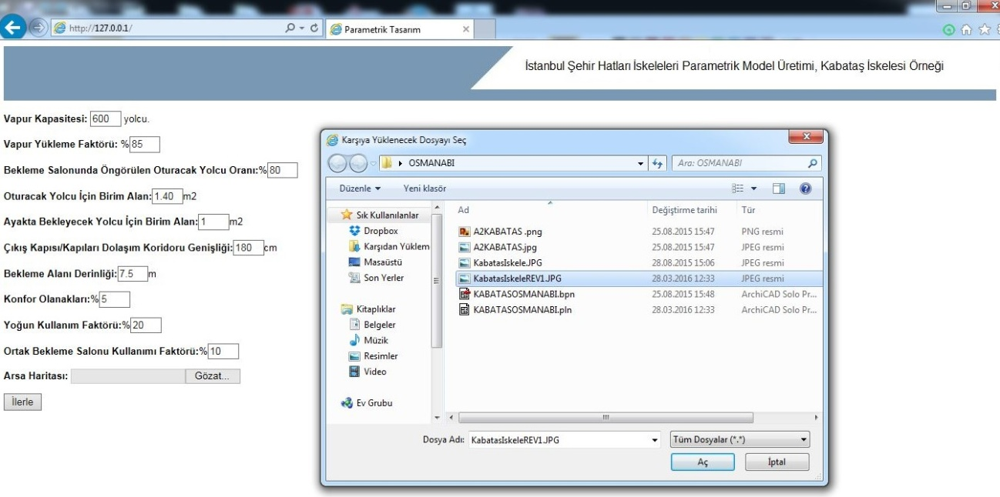 http://127.0.0.1/
Parametrik Tasarım
İstanbul Şehir Hatları İskeleleri Parametrik Model Üretimi, Kabataş İskelesi Örneği
Vapur Kapasitesi: 600 yolcu.
Vapur Yükleme Faktörü: %85
Bekleme Salonunda Öngörülen Oturacak Yolcu Oranı:%80
Oturacak Yolcu İçin Birim Alan:1.40 m2
Ayakta Bekleyecek Yolcu İçin Birim Alan:1 m2
Çıkış Kapısı/Kapıları Dolaşım Koridoru Genişliği:180 cm
Bekleme Alanı Derinliği:7.5 m
Konfor Olanakları:%5
Yoğun Kullanım Faktörü:%20
Ortak Bekleme Salonu Kullanımı Faktörü:%10
Arsa Haritası: Gözat...
İlerle
Karşıya Yüklenecek Dosyayı Seç
OSMANABI
Ara: OSMANABI
Düzenle Yeni klasör
Sık Kullanılanlar
Dropbox
Karşıdan Yüklem
Masaüstü
Son Yerler
Kitaplıklar
Belgeler
Müzik
Resimler
Video
Ev Grubu
Ad Değiştirme tarihi Tür
A2KABATAS .png 25.08.2015 15:47 PNG resmi
A2KABATAS.jpg 25.08.2015 15:47 JPEG resmi
KabatasIskele.JPG 28.08.2015 15:06 JPEG resmi
KabatasIskeleREV1.JPG 28.03.2016 12:33 JPEG resmi
KABATASOSMANABI.bpn 25.08.2015 15:48 ArchiCAD Solo Pr...
KABATASOSMANABI.pln 28.03.2016 12:33 ArchiCAD Solo Pr...
Dosya Adı: KabatasIskeleREV1.JPG
Tüm Dosyalar (*.*)
Aç İptal